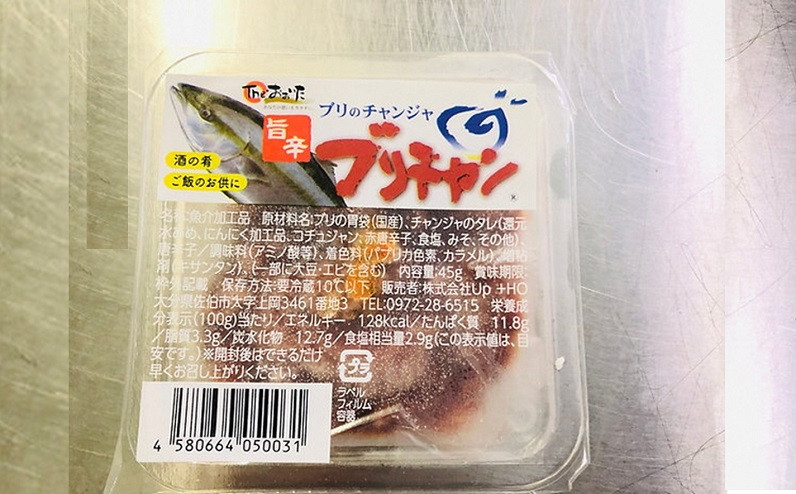 Theおおいた
ブリのチャンジャ
旨辛
ブリチャン
酒の肴
ご飯のお供に
名称:魚介加工品 原材料名:ブリの胃袋(国産)、チャンジャのタレ(還元
水あめ、にんにく加工品、コチュジャン、赤唐辛子、食塩、みそ、その他)、
唐辛子/調味料(アミノ酸等)、着色料(パプリカ色素、カラメル)、増粘
剤(キサンタン)、(一部に大豆・エビを含む) 内容量:45g 賞味期限:
枠外記載 保存方法:要冷蔵10℃以下 販売者:株式会社Up +HO
大分県佐伯市大字上岡3461番地3 TEL:0972-28-6515 栄養成
分表示(100g)当たり/エネルギー 128kcal/たんぱく質 11.8g
/脂質3.3g/炭水化物 12.7g/食塩相当量2.9g(この表示値は、目
安です。)※開封後はできるだけ
早くお召し上がりください。
プラ
ラベル
フィルム
容器
4 580664 050031